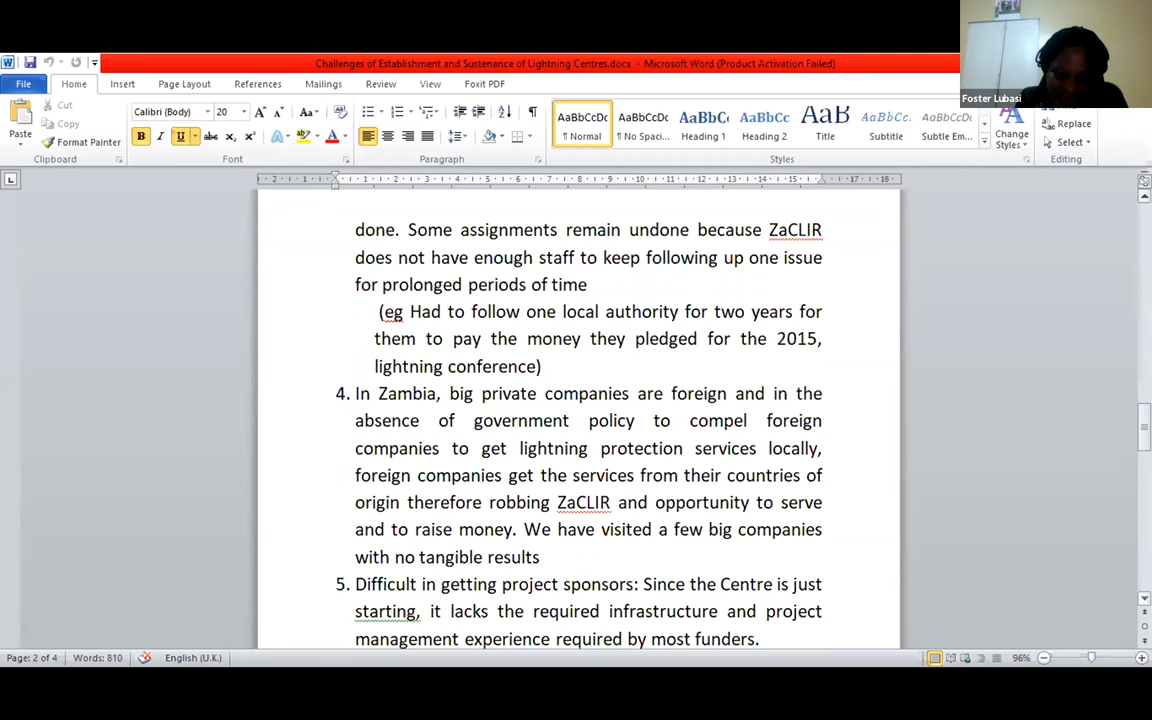 Challenges of Establishment and Sustenance of Lightning Centres.docx - Microsoft Word (Product Activation Failed)
File Home Insert Page Layout References Mailings Review View Foxit PDF
Foster Lubasi
Paste
Cut
Copy
Format Painter
Calibri (Body) 20
AaBbCcDc AaBbCcDc AaBbC AaBbCc AaB AaBbCc. AaBbCcDc
¶ Normal ¶ No Spaci... Heading 1 Heading 2 Title Subtitle Subtle Em...
Change Styles
Replace
Select
Clipboard Font Paragraph Styles Editing
done. Some assignments remain undone because ZaCLIR
does not have enough staff to keep following up one issue
for prolonged periods of time
(eg Had to follow one local authority for two years for
them to pay the money they pledged for the 2015,
lightning conference)
4. In Zambia, big private companies are foreign and in the
absence of government policy to compel foreign
companies to get lightning protection services locally,
foreign companies get the services from their countries of
origin therefore robbing ZaCLIR and opportunity to serve
and to raise money. We have visited a few big companies
with no tangible results
5. Difficult in getting project sponsors: Since the Centre is just
starting, it lacks the required infrastructure and project
management experience required by most funders.
Page: 2 of 4 Words: 810 English (U.K.) 96%